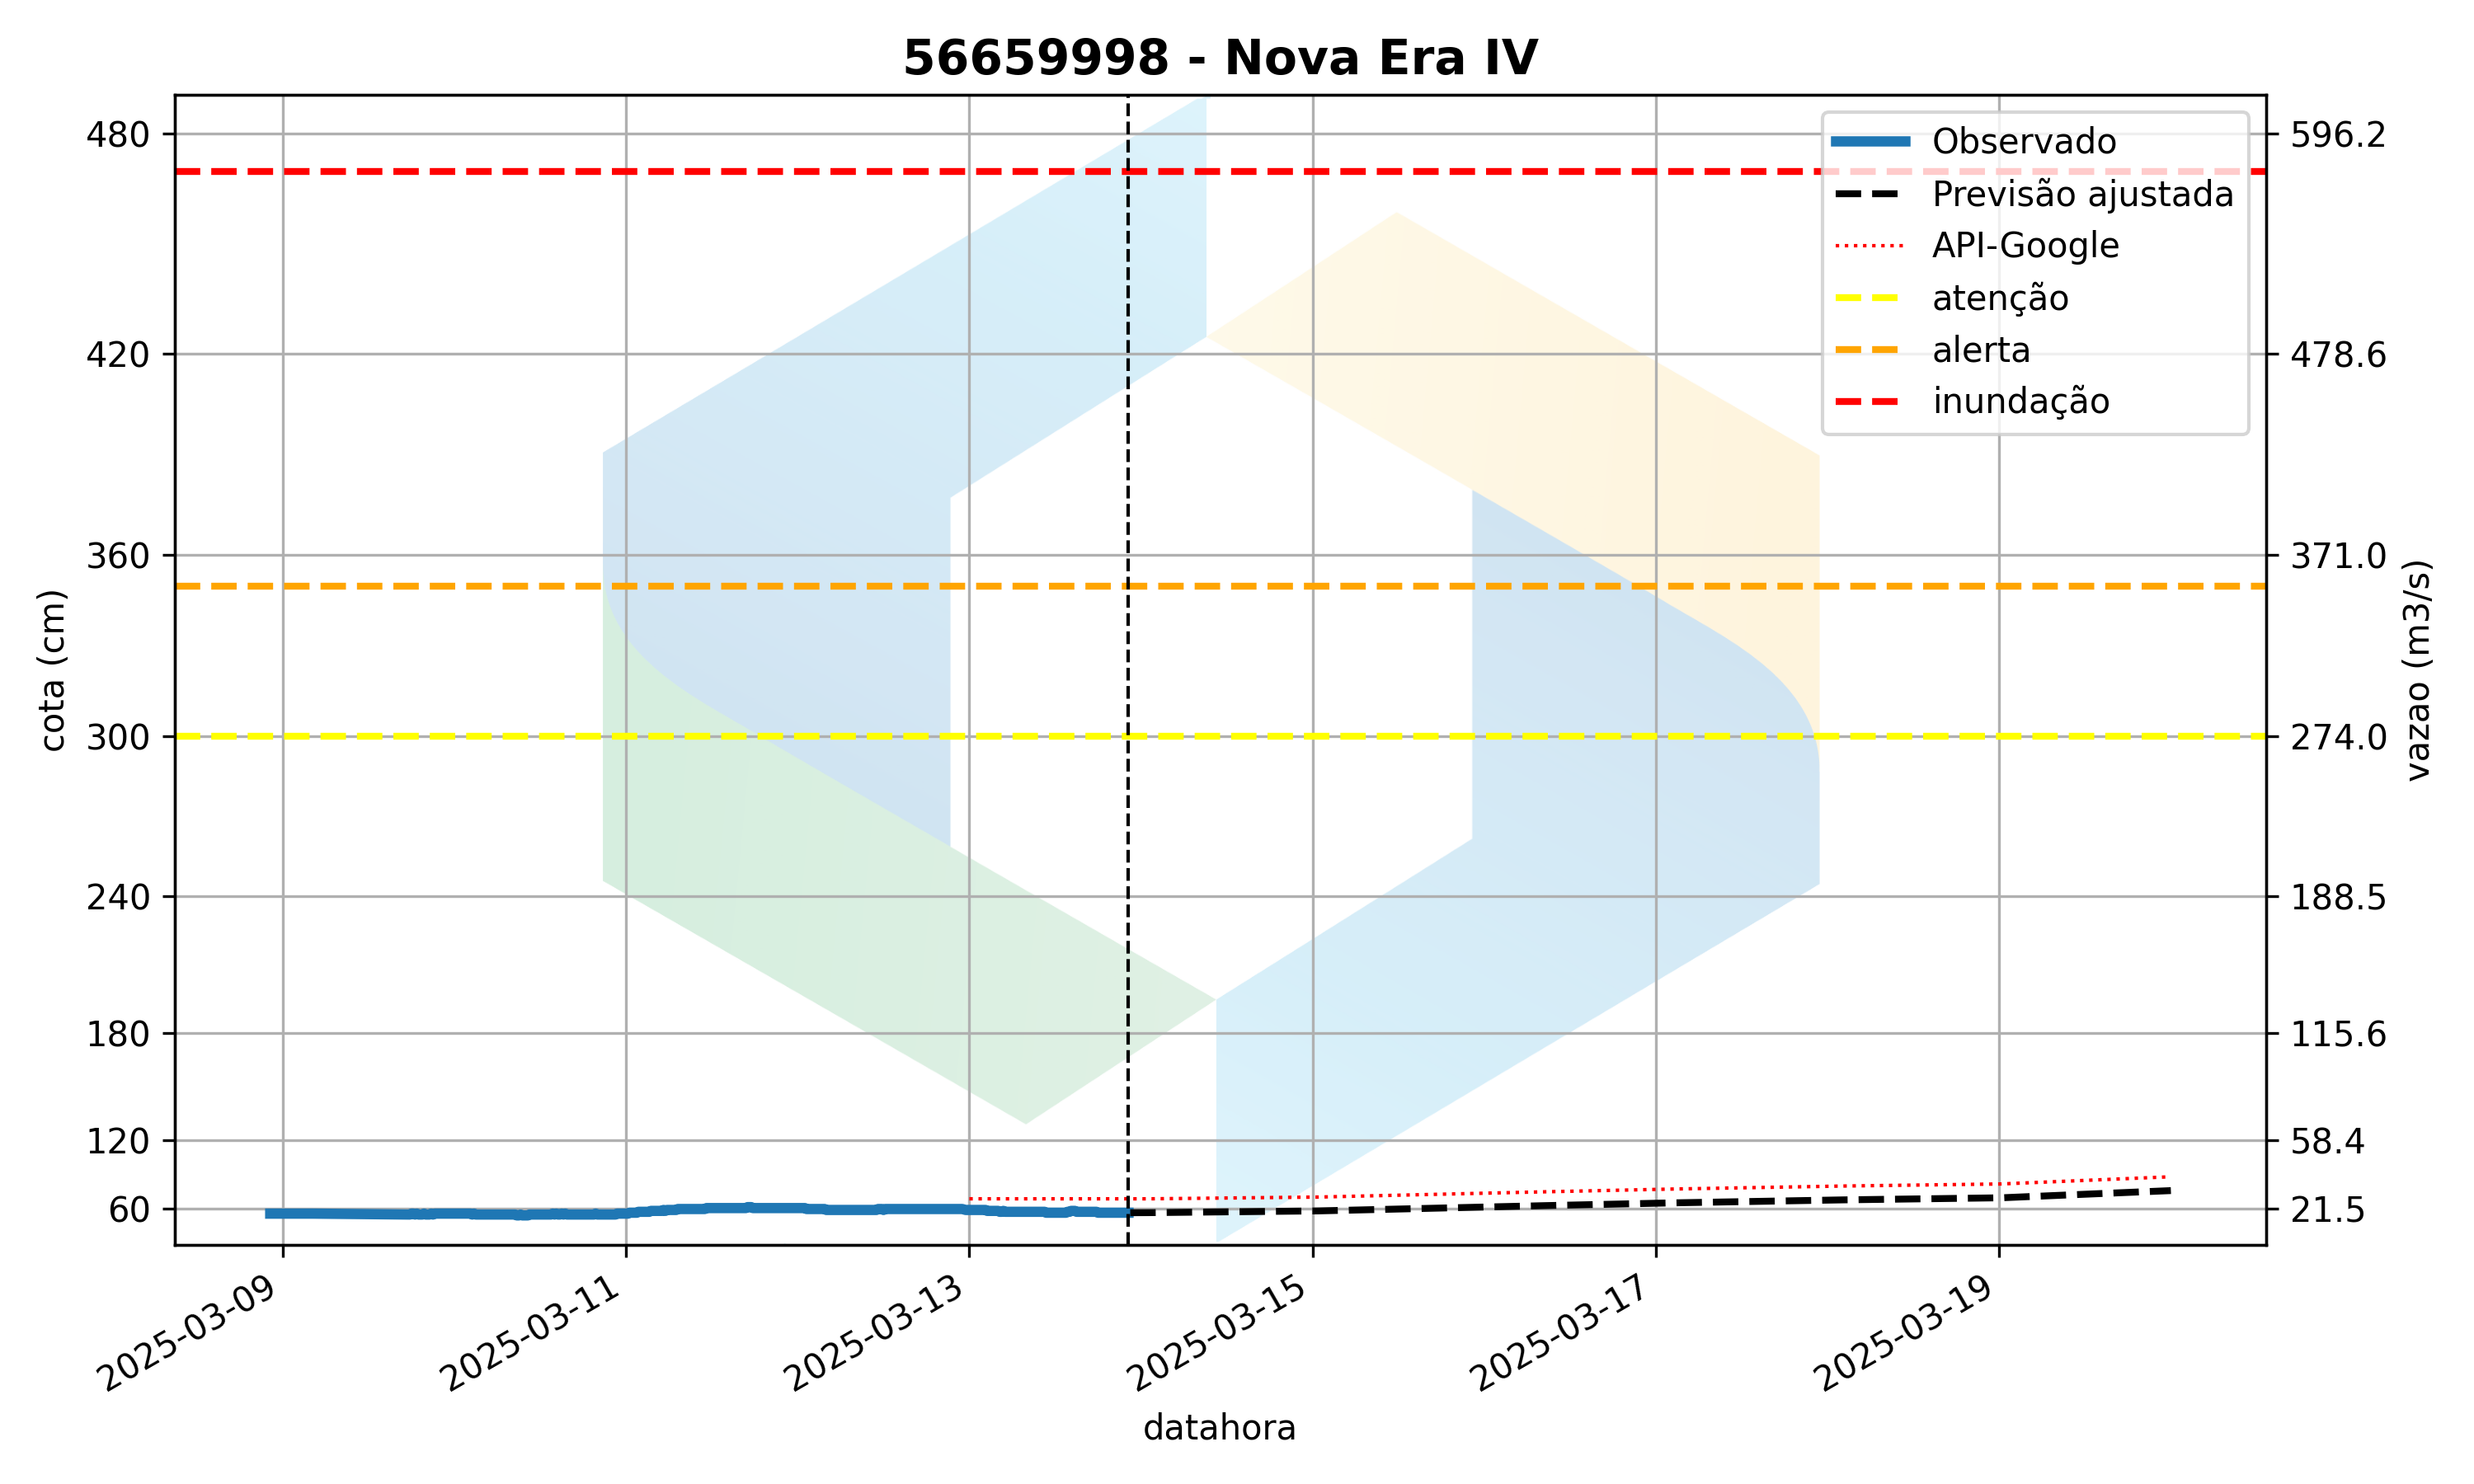 56659998 - Nova Era IV
480
420
360
300
240
180
120
60
cota (cm)
596.2
478.6
371.0
274.0
188.5
115.6
58.4
21.5
vazao (m3/s)
Observado
Previsão ajustada
API-Google
atenção
alerta
inundação
2025-03-09
2025-03-11
2025-03-13
2025-03-15
2025-03-17
2025-03-19
datahora